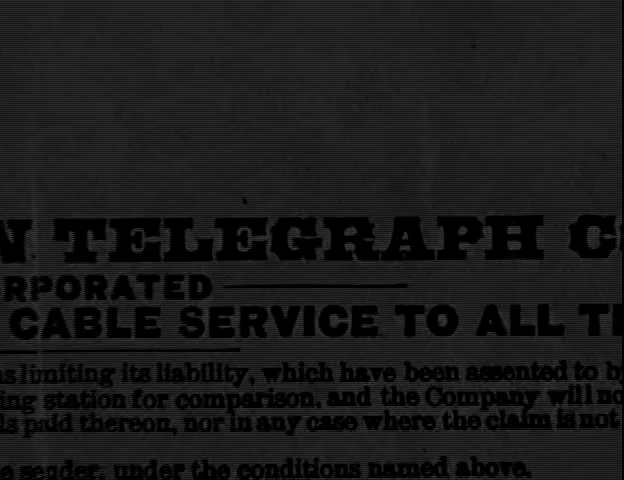 N TELEGRAPH C
RPORATED
CABLE SERVICE TO ALL T
limiting its liability, which have been assented to b
ing station for comparison, and the Company will no
is paid thereon, nor in any case where the claim is not
e sender, under the conditions named above.